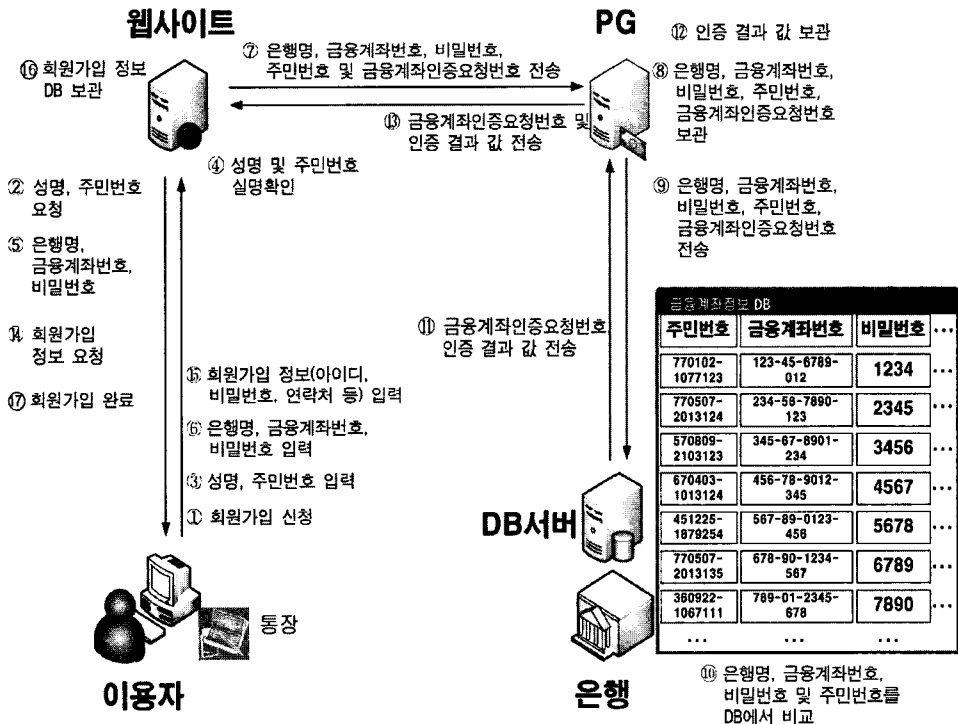 웹사이트
PG
⑫ 인증 결과 값 보관
⑦ 은행명, 금융계좌번호, 비밀번호,
주민번호 및 금융계좌인증요청번호 전송
⑯ 회원가입 정보
DB 보관
⑧ 은행명, 금융계좌번호,
비밀번호, 주민번호,
금융계좌인증요청번호
보관
⑬ 금융계좌인증요청번호 및
인증 결과 값 전송
④ 성명 및 주민번호
실명확인
② 성명, 주민번호
요청
⑨ 은행명, 금융계좌번호,
비밀번호, 주민번호,
금융계좌인증요청번호
전송
⑤ 은행명,
금융계좌번호,
비밀번호
⑪ 금융계좌인증요청번호
인증 결과 값 전송
⑭ 회원가입
정보 요청
⑮ 회원가입 정보(아이디,
비밀번호, 연락처 등) 입력
⑰ 회원가입 완료
⑥ 은행명, 금융계좌번호,
비밀번호 입력
③ 성명, 주민번호 입력
① 회원가입 신청
금융계좌정보 DB
주민번호 금융계좌번호 비밀번호 ...
770102-1077123 123-45-6789-012 1234 ...
770507-2013124 234-56-7890-123 2345 ...
570809-2103123 345-67-8901-234 3456 ...
670403-1013124 456-78-9012-345 4567 ...
451225-1879254 567-89-0123-456 5678 ...
770507-2013135 678-90-1234-567 6789 ...
360922-1067111 789-01-2345-678 7890 ...
... ... ...
DB서버
통장
이용자
은행
⑩ 은행명, 금융계좌번호,
비밀번호 및 주민번호를
DB에서 비교